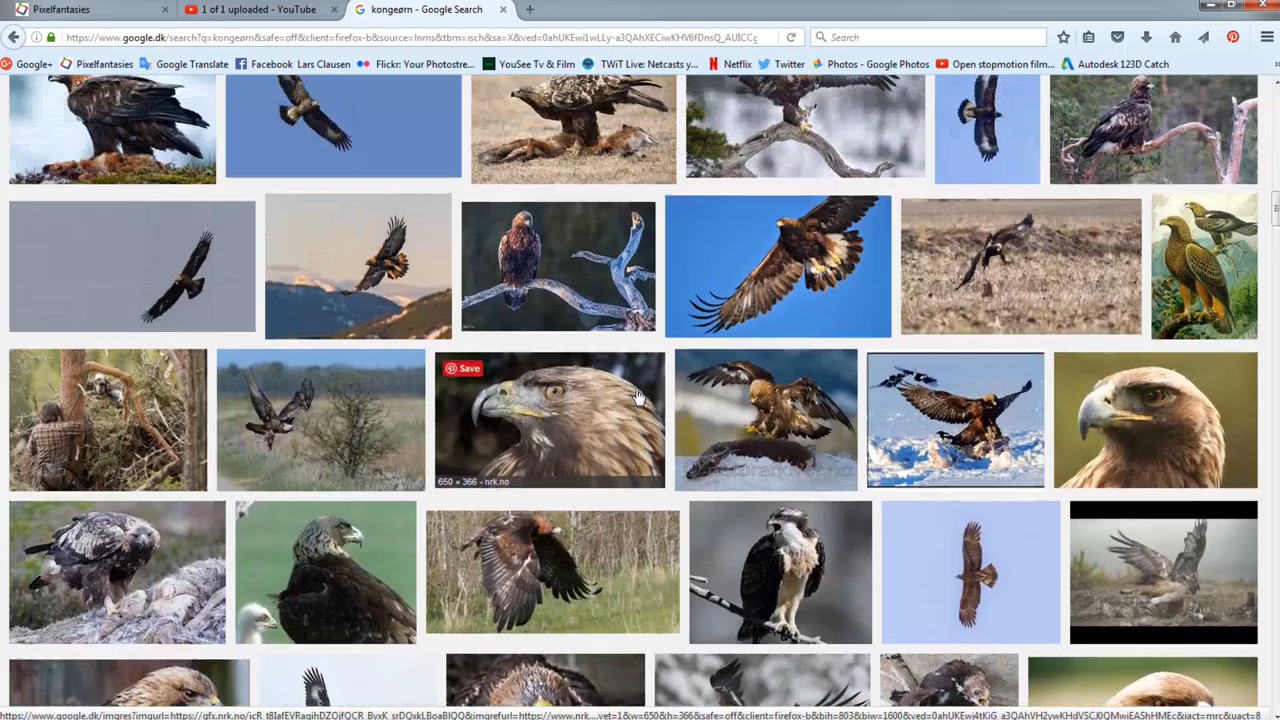 Pixelfantasies
1 of 1 uploaded - YouTube
kongeørn - Google Search
https://www.google.dk/search?q=kongeørn&safe=off&client=firefox-b&source=lnms&tbm=isch&sa=X&ved=0ahUKEwi1wLLy-a3QAhXECiwKHV6fDnsQ_AUICCg
Search
Google+
Pixelfantasies
Google Translate
Facebook Lars Clausen
Flickr: Your Photostre...
YouSee Tv & Film
TWiT Live: Netcasts y...
Netflix
Twitter
Photos - Google Photos
Open stopmotion film...
Autodesk 123D Catch
Save
650 × 366 - nrk.no